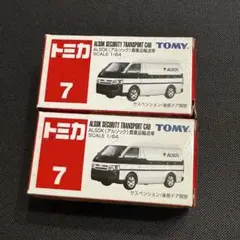 トミカ
ALSOK SECURITY TRANSPORT CAR
TOMY
ALSOK(アルソック)貴重品輸送車
SCALE 1/64
7
サスペンション/後部ドア開閉
トミカ
ALSOK SECURITY TRANSPORT CAR
TOMY
ALSOK(アルソック)貴重品輸送車
SCALE 1/64
7
サスペンション/後部ドア開閉